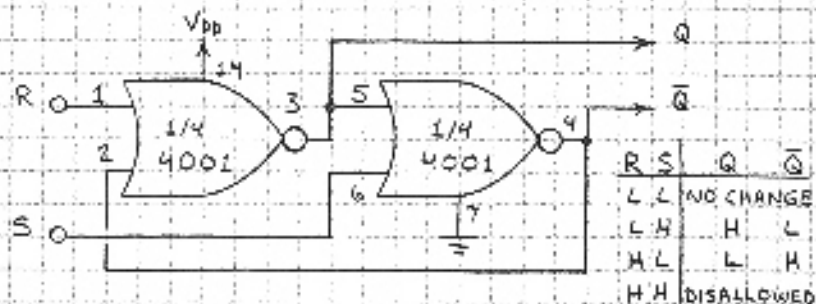 VDD
14
Q
R 1 3 5 Q̅
1/4 4001
1/4 4001
4
2
6
S
7
R S Q Q̅
L L NO CHANGE
L H H L
H L L H
H H DISALLOWED